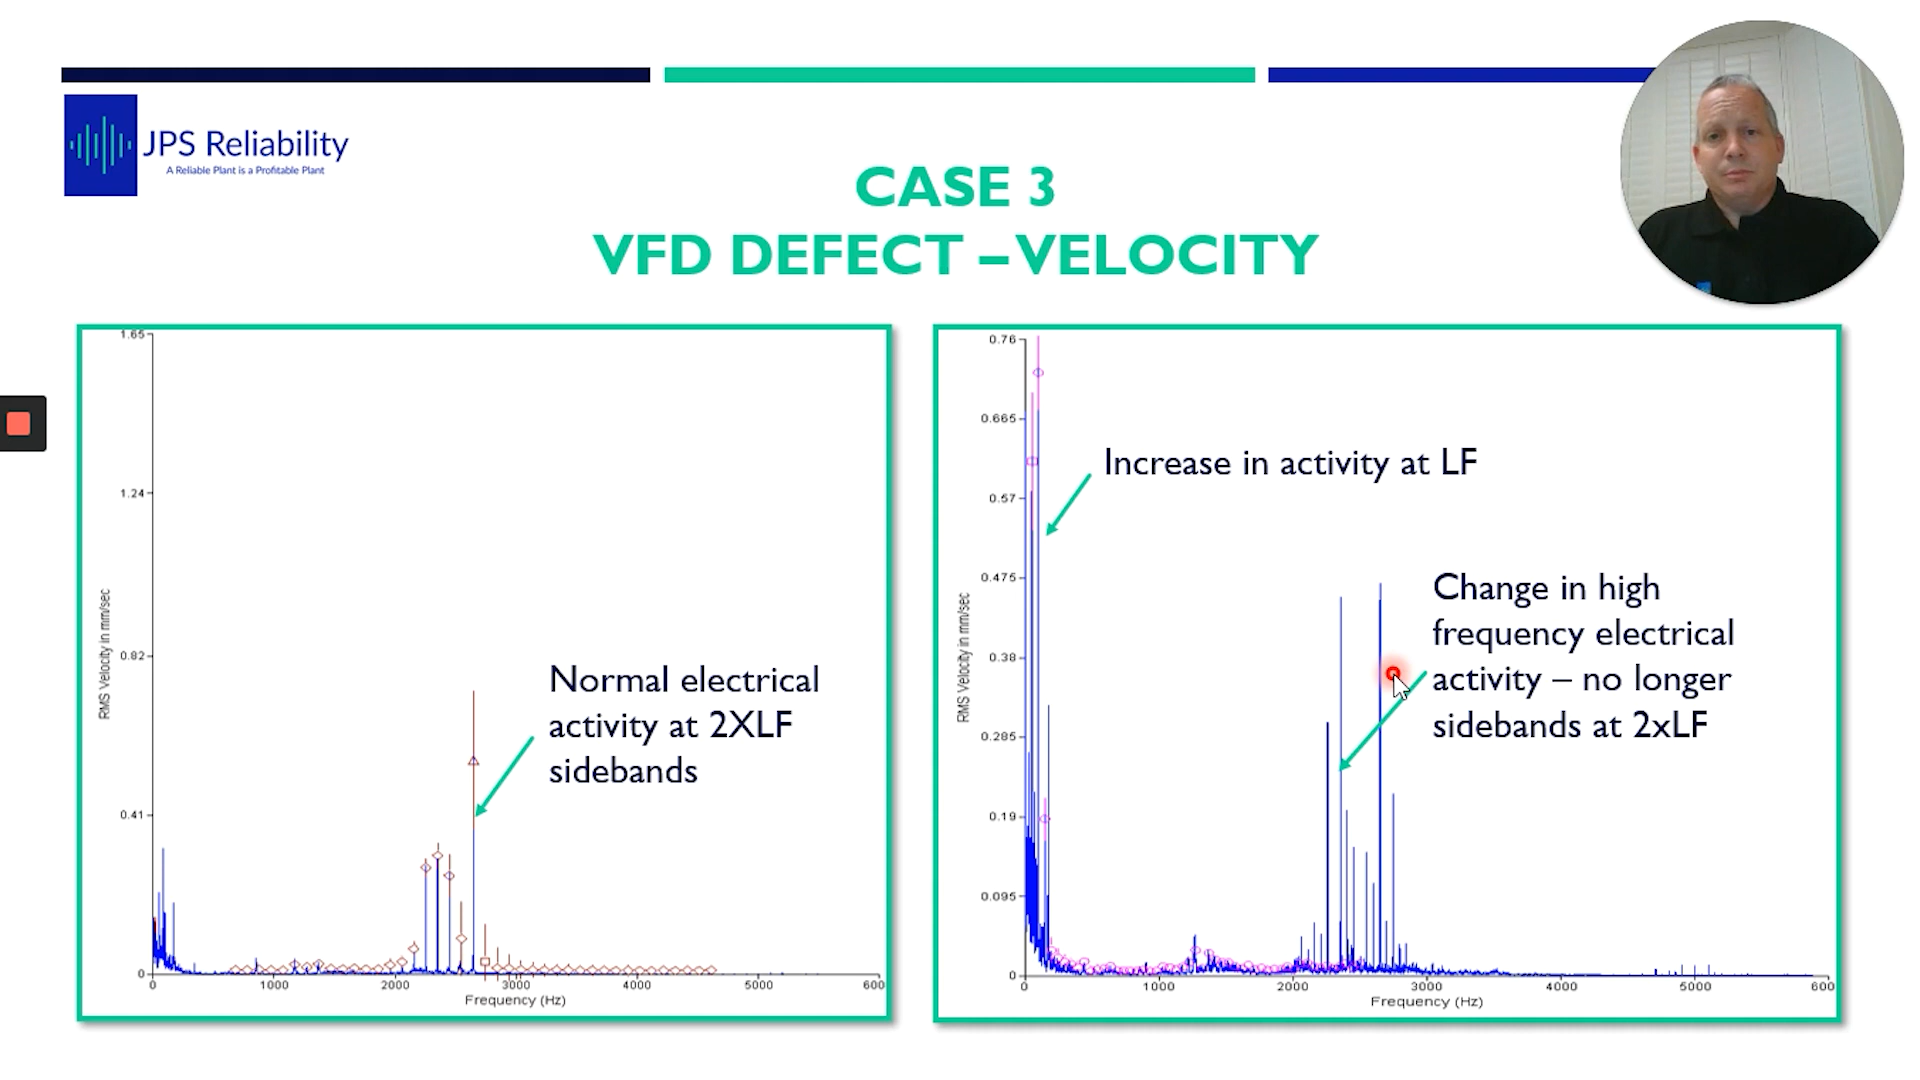 JPS Reliability
A Reliable Plant is a Profitable Plant
CASE 3
VFD DEFECT – VELOCITY
1.65
1.24
0.82
0.41
0
RMS Velocity in mm/sec
Normal electrical
activity at 2XLF
sidebands
0
1000
2000
3000
4000
5000
600
Frequency (Hz)
0.76
0.665
0.57
0.475
0.38
0.285
0.19
0.095
0
RMS Velocity in mm/sec
Increase in activity at LF
Change in high
frequency electrical
activity – no longer
sidebands at 2xLF
0
1000
2000
3000
4000
5000
600
Frequency (Hz)